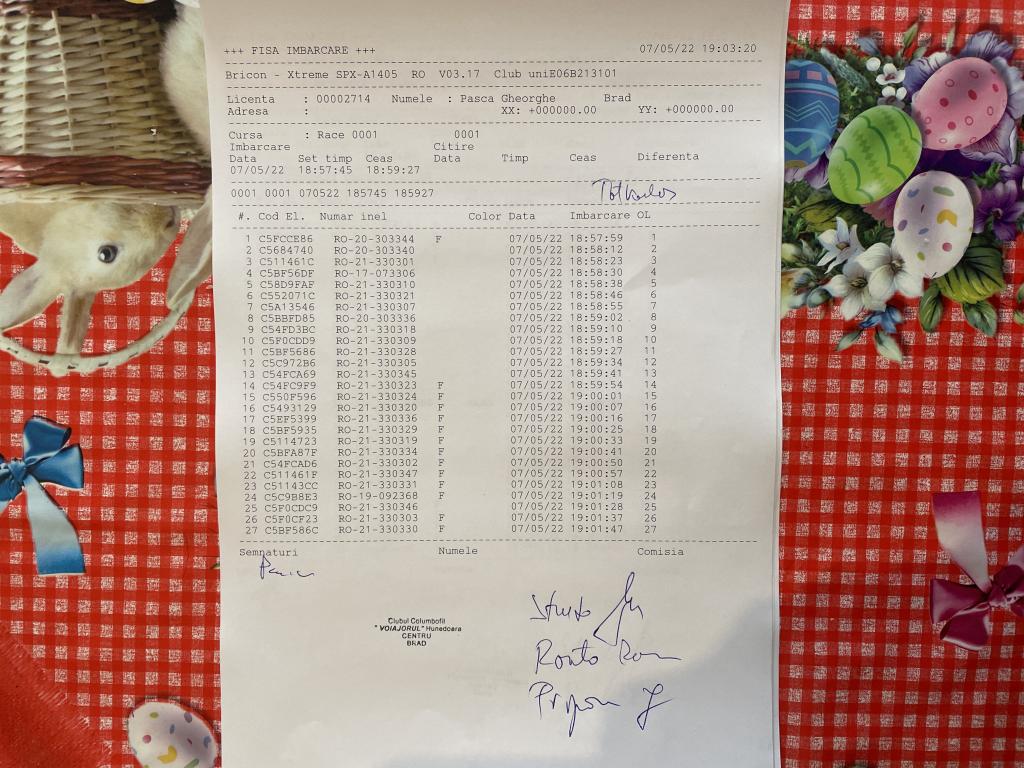 +++ FISA IMBARCARE +++ 07/05/22 19:03:20
Bricon - Xtreme SPX-A1405 RO V03.17 Club uniE06B213101
Licenta : 00002714 Numele : Pasca Gheorghe Brad
Adresa : XX: +000000.00 YY: +000000.00
Cursa : Race 0001 0001
Imbarcare Citire
Data Set timp Ceas Data Timp Ceas Diferenta
07/05/22 18:57:45 18:59:27
0001 0001 070522 185745 185927
#. Cod El. Numar inel Color Data Imbarcare OL
1 C5FCCE86 RO-20-303344 F 07/05/22 18:57:59 1
2 C5684740 RO-20-303340 07/05/22 18:58:12 2
3 C511461C RO-21-330301 07/05/22 18:58:23 3
4 C5BF56DF RO-17-073306 07/05/22 18:58:30 4
5 C58D9FAF RO-21-330310 07/05/22 18:58:38 5
6 C552071C RO-21-330321 07/05/22 18:58:46 6
7 C5A13546 RO-21-330307 07/05/22 18:58:55 7
8 C5BBFD85 RO-20-303336 07/05/22 18:59:02 8
9 C54FD3BC RO-21-330318 07/05/22 18:59:10 9
10 C5F0CDD9 RO-21-330309 07/05/22 18:59:18 10
11 C5BF5686 RO-21-330328 07/05/22 18:59:27 11
12 C5C972B6 RO-21-330305 07/05/22 18:59:34 12
13 C54FCA69 RO-21-330345 07/05/22 18:59:41 13
14 C54FC9F9 RO-21-330323 F 07/05/22 18:59:54 14
15 C550F596 RO-21-330324 F 07/05/22 19:00:01 15
16 C5493129 RO-21-330320 F 07/05/22 19:00:07 16
17 C5EF5399 RO-21-330336 F 07/05/22 19:00:16 17
18 C5BF5935 RO-21-330329 F 07/05/22 19:00:25 18
19 C5114723 RO-21-330319 F 07/05/22 19:00:33 19
20 C5BFA87F RO-21-330334 F 07/05/22 19:00:41 20
21 C54FCAD6 RO-21-330302 F 07/05/22 19:00:50 21
22 C511461F RO-21-330347 F 07/05/22 19:00:57 22
23 C51143CC RO-21-330331 F 07/05/22 19:01:08 23
24 C5C9B8E3 RO-19-092368 F 07/05/22 19:01:19 24
25 C5F0CDC9 RO-21-330346 07/05/22 19:01:28 25
26 C5F0CF23 RO-21-330303 F 07/05/22 19:01:37 26
27 C5BF586C RO-21-330330 F 07/05/22 19:01:47 27
Semnaturi Numele Comisia
Clubul Columbofil
"VOIAJORUL" Hunedoara
CENTRU
BRAD